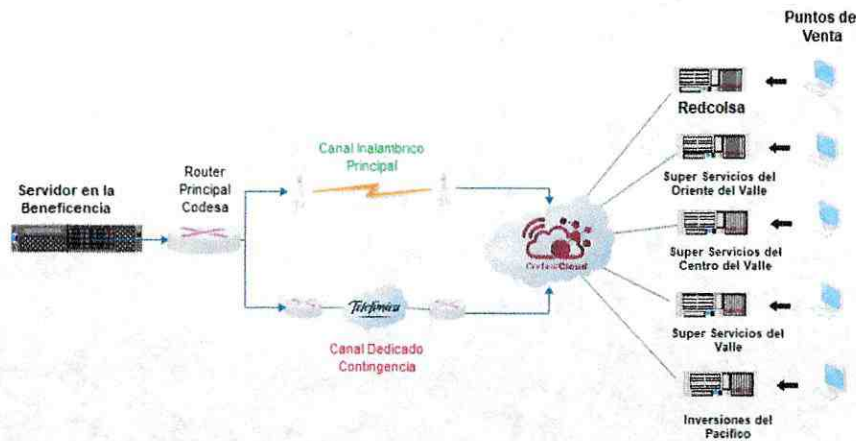 Puntos de
Venta
Redcolsa
Canal Inalambrico
Principal
Router
Principal
Codesa
Super Servicios del
Oriente del Valle
Servidor en la
Beneficencia
Super Servicios del
Centro del Valle
CodesaCloud
Telefónica
Canal Dedicado
Contingencia
Super Servicios del
Valle
Inversiones del
Pacifico